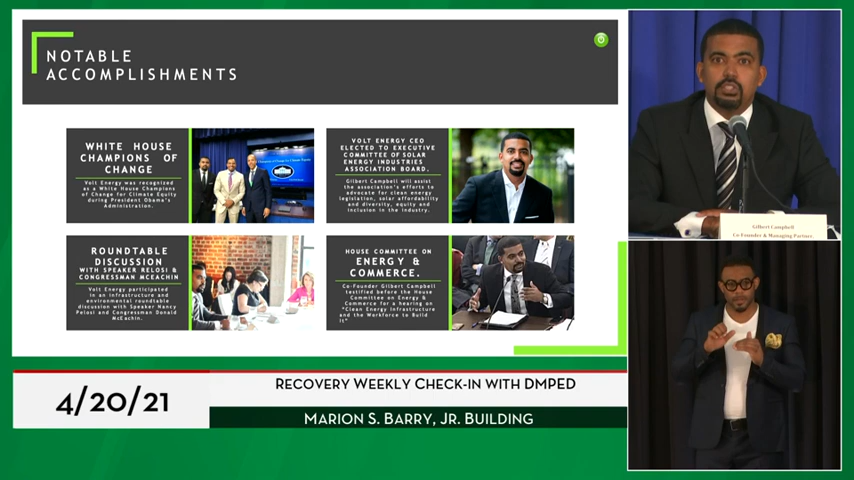 NOTABLE
ACCOMPLISHMENTS
WHITE HOUSE
CHAMPIONS OF
CHANGE
Volt Energy was recognized
as a White House Champions
of Change for Climate Equity
during President Obama's
Administration.
VOLT ENERGY CEO
ELECTED TO EXECUTIVE
COMMITTEE OF SOLAR
ENERGY INDUSTRIES
ASSOCIATION BOARD.
Gilbert Campbell will assist
the association's efforts to
advocate for clean energy
legislation, solar affordability
and diversity, equity and
inclusion in the industry.
ROUNDTABLE
DISCUSSION
WITH SPEAKER RELOSI &
CONGRESSMAN MCEACHIN
Volt Energy participated
in an infrastructure and
environmental roundtable
discussion with Speaker Nancy
Pelosi and Congressman Donald
McEachin.
HOUSE COMMITTEE ON
ENERGY &
COMMERCE.
Co-Founder Gilbert Campbell
testified before the House
Committee on Energy &
Commerce for a hearing on
"Clean Energy Infrastructure
and the Workforce to Build
It"
Gilbert Campbell
Co-Founder & Managing Partner,
4/20/21
RECOVERY WEEKLY CHECK-IN WITH DMPED
MARION S. BARRY, JR. BUILDING